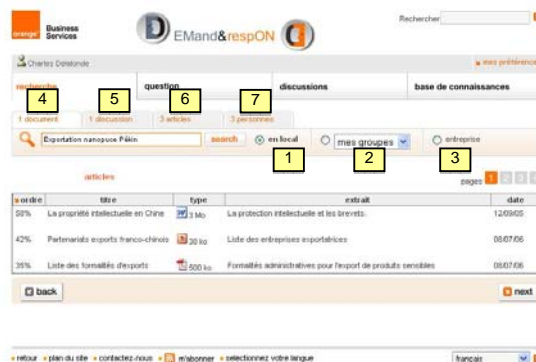 orange
Business
Services
D EMand&respON (
Rechercher
Charles Delalonde
mes préférence
recherche question discussions base de connaissances
4 5 6 7
1 document 1 discussion 3 articles 3 personnes
Exportation nanopuce Pékin search en local mes groupes entreprise
1 2 3
articles pages 1 2 3 4
ordre titre type extrait date
58% La propriété intellectuelle en Chine 3 Mo La protection intellectuelle et les brevets. 12/09/05
42% Partenariats exports franco-chinois 20 ko Liste des entreprises exportatrices 08/07/06
35% Liste des formalités d'exports 500 ko Formalités administratives pour l'export de produits sensibles 08/07/06
back next
retour plan du site contactez-nous m'abonner selectionnez votre langue français